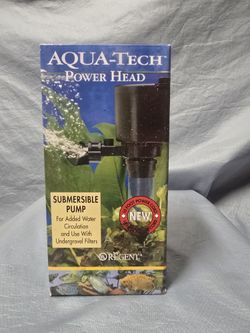 AQUA-TECH
POWER HEAD
SUBMERSIBLE
PUMP
For Added Water
Circulation
and Use With
Undergravel Filters
NEW
REGENT